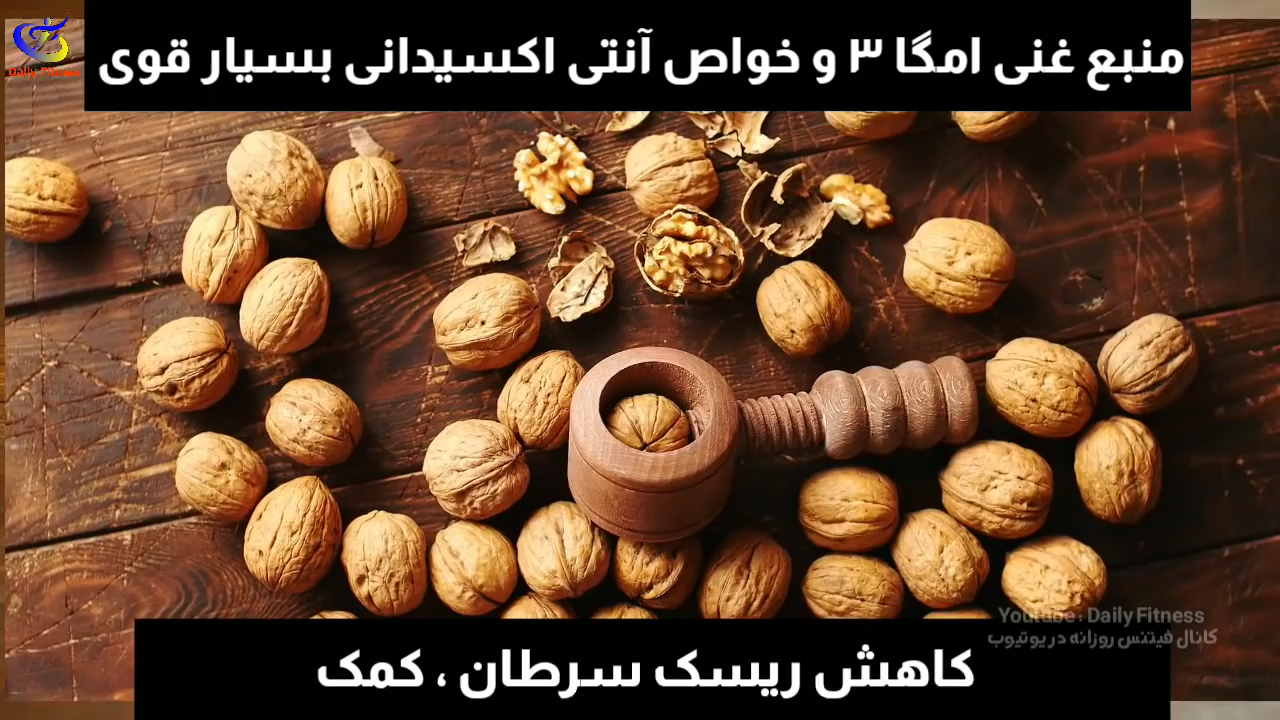 Daily Fitness
منبع غنی امگا ۳ و خواص آنتی اکسیدانی بسیار قوی
Youtube : Daily Fitness
کانال فیتنس روزانه در یوتیوب
کاهش ریسک سرطان ، کمک